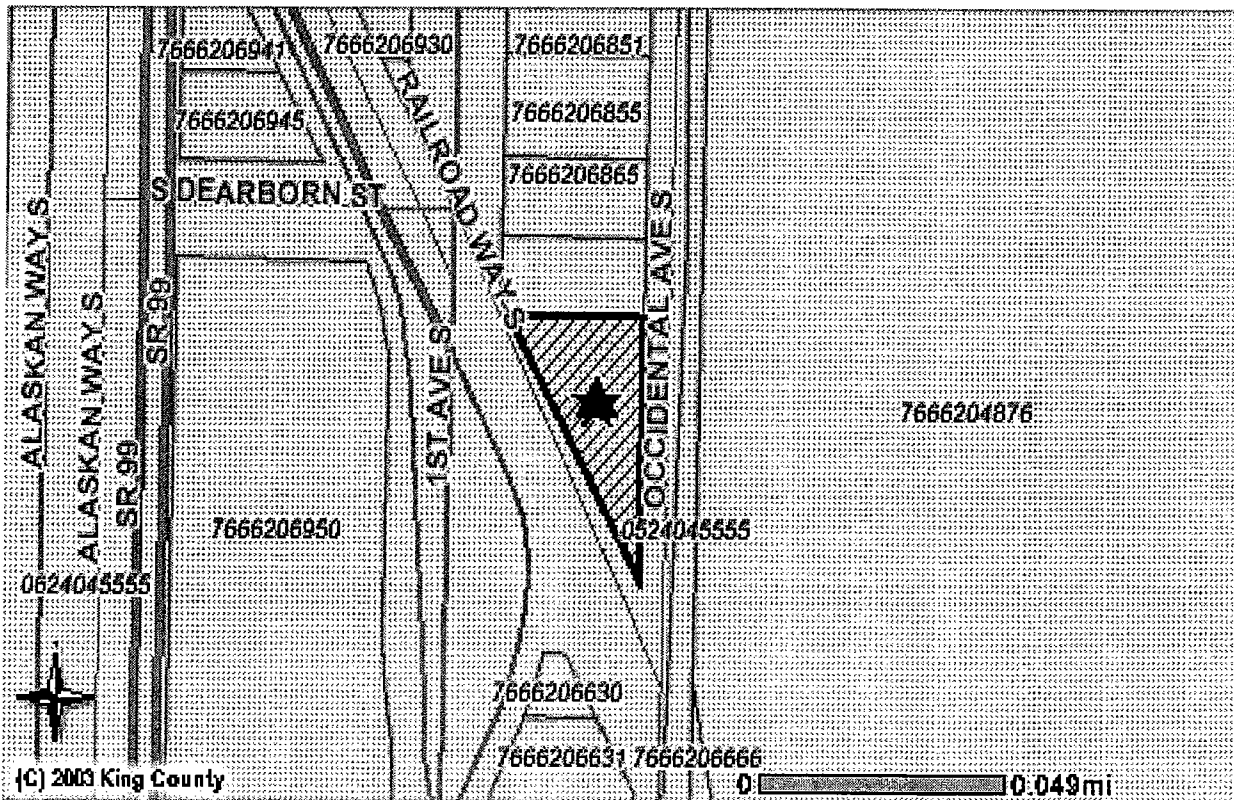 7666206941
7666206930
7666206851
7666206945
7666206855
7666206865
RAILROAD WAY S
S DEARBORN ST
ALASKAN WAY S
ALASKAN WAY S
SR 99
SR 99
1ST AVE S
OCCIDENTAL AVE S
7666204876
7666206950
0524045555
0624045555
7666206630
7666206631
7666206666
(C) 2003 King County
0
0.049mi